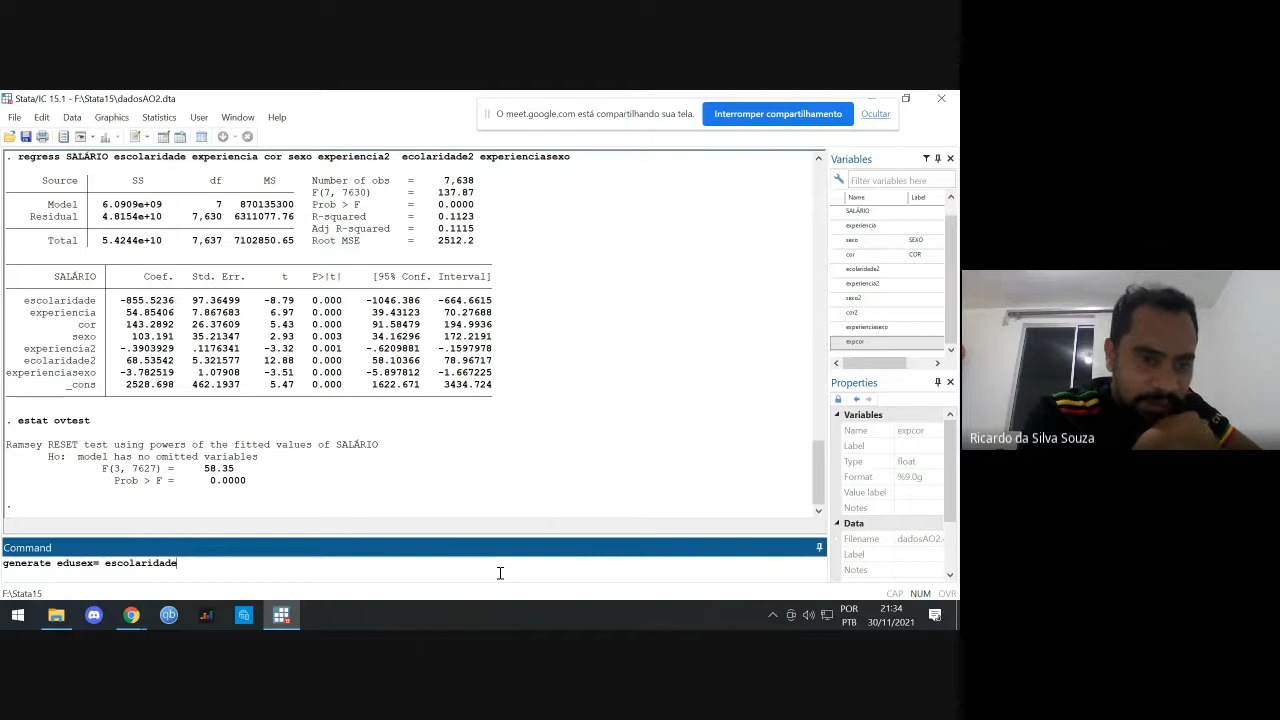 Stata/IC 15.1 - F:\Stata15\dadosAO2.dta
O meet.google.com está compartilhando sua tela.
Interromper compartilhamento
Ocultar
File Edit Data Graphics Statistics User Window Help
. regress SALÁRIO escolaridade experiencia cor sexo experiencia2 ecolaridade2 experienciasexo
Source SS df MS Number of obs = 7,638
F(7, 7630) = 137.87
Model 6.0909e+09 7 870135300 Prob > F = 0.0000
Residual 4.8154e+10 7,630 6311077.76 R-squared = 0.1123
Adj R-squared = 0.1115
Total 5.4244e+10 7,637 7102850.65 Root MSE = 2512.2
SALÁRIO Coef. Std. Err. t P>|t| [95% Conf. Interval]
escolaridade -855.5236 97.36499 -8.79 0.000 -1046.386 -664.6615
experiencia 54.85406 7.867683 6.97 0.000 39.43123 70.27688
cor 143.2892 26.37609 5.43 0.000 91.58479 194.9936
sexo 103.191 35.21347 2.93 0.003 34.16296 172.2191
experiencia2 -.3903929 .1176341 -3.32 0.001 -.6209881 -.1597978
ecolaridade2 68.53542 5.321577 12.88 0.000 58.10366 78.96717
experienciasexo -3.782519 1.07908 -3.51 0.000 -5.897812 -1.667225
_cons 2528.698 462.1937 5.47 0.000 1622.671 3434.724
. estat ovtest
Ramsey RESET test using powers of the fitted values of SALÁRIO
Ho: model has no omitted variables
F(3, 7627) = 58.35
Prob > F = 0.0000
.
Command
generate edusex= escolaridade
F:\Stata15
CAP NUM OVR
Variables
Filter variables here
Name Label
SALÁRIO
experiencia
sexo SEXO
cor COR
ecolaridade2
experiencia2
sexo2
cor2
experienciasexo
expcor
Properties
Variables
Name expcor
Label
Type float
Format %9.0g
Value label
Notes
Data
Filename dadosAO2.
Label
Notes
POR
PTB
21:34
30/11/2021
Ricardo da Silva Souza